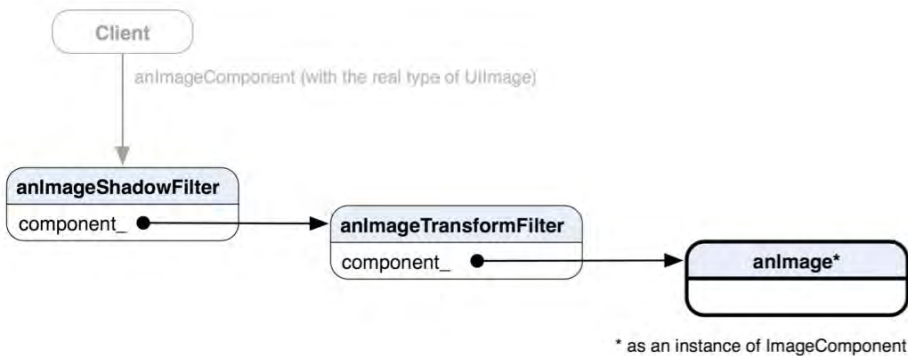 Client
anImageComponent (with the real type of UIImage)
anImageShadowFilter
component_
anImageTransformFilter
component_
anImage*
* as an instance of ImageComponent